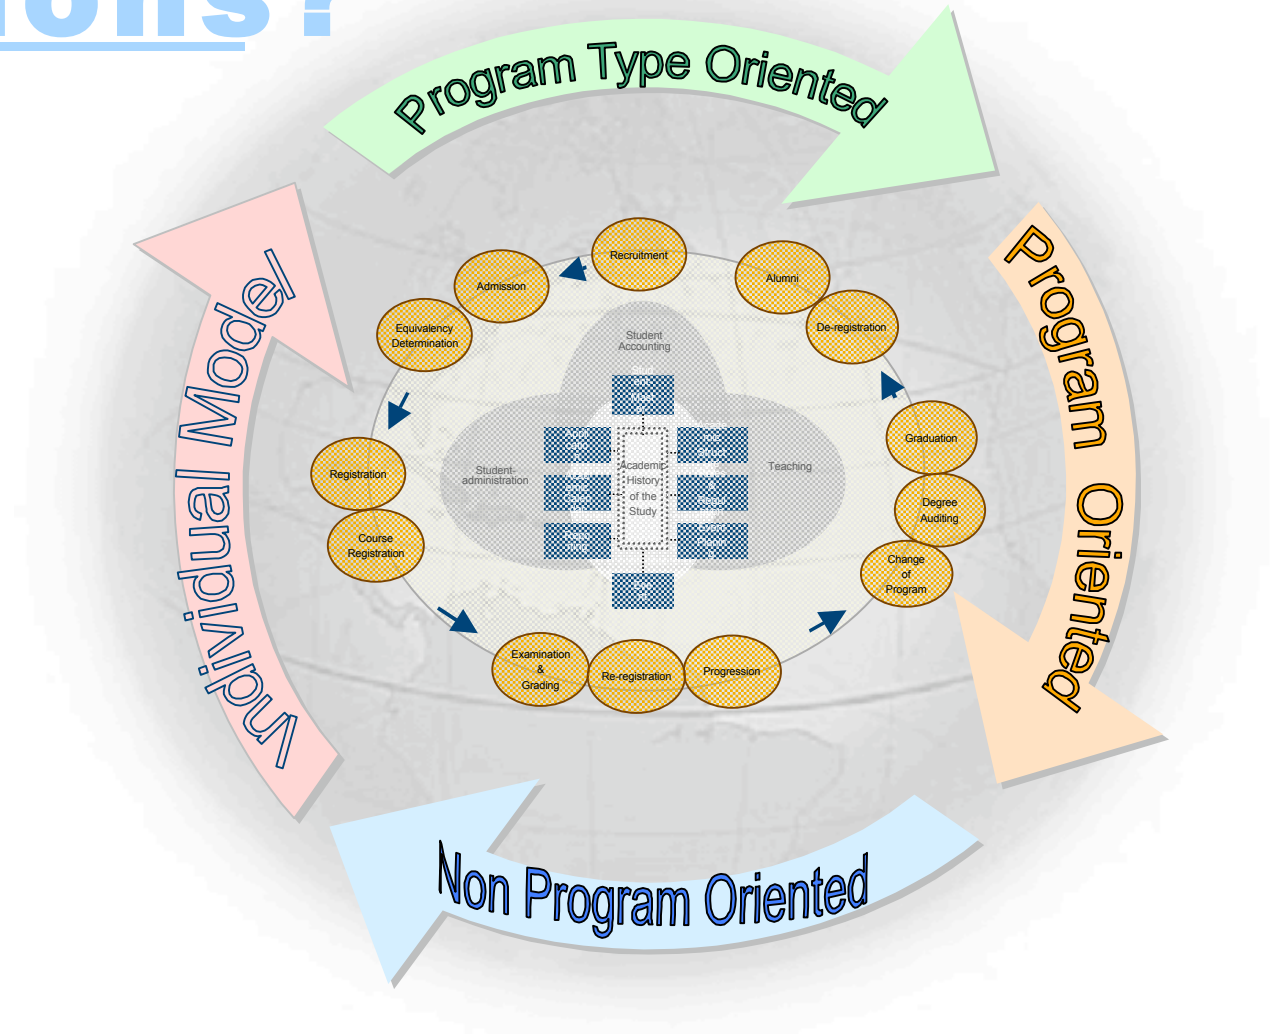 ions?
Program Type Oriented
Program Oriented
Non Program Oriented
Individual Model
Recruitment
Admission
Equivalency
Determination
Registration
Course
Registration
Examination
&
Grading
Re-registration
Progression
Change
of
Program
Degree
Auditing
Graduation
De-registration
Alumni
Student
Accounting
Student-
administration
Teaching
Academic
History
of the
Study